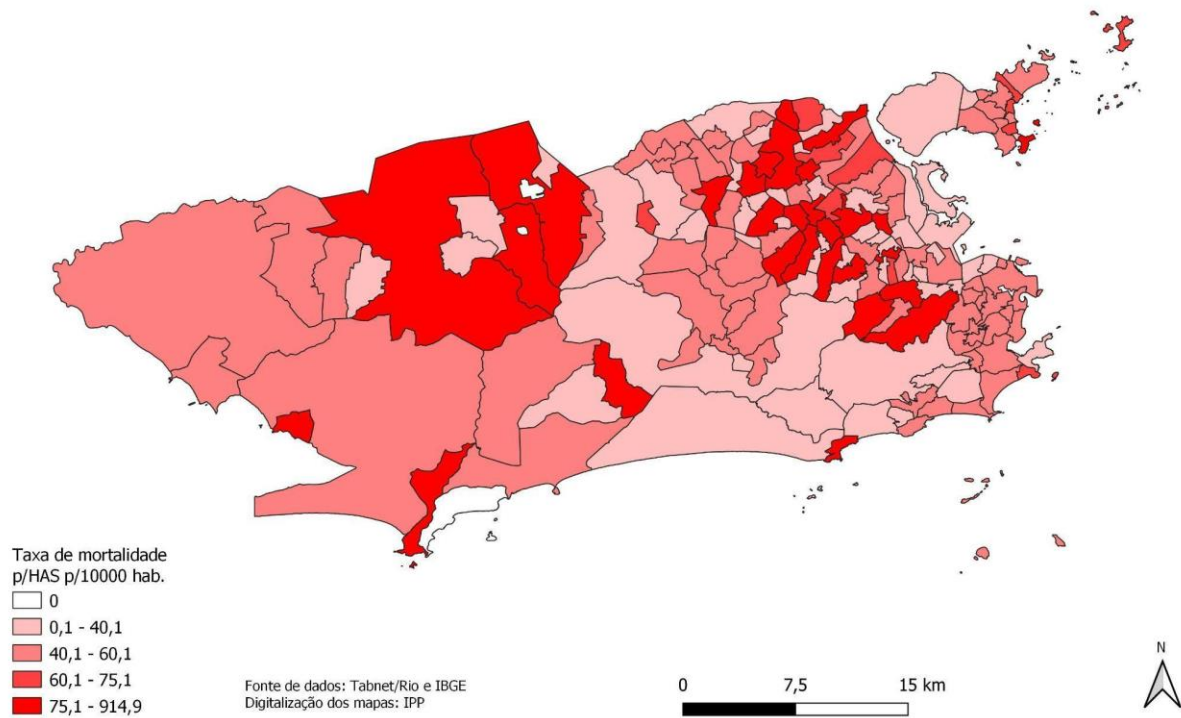 Taxa de mortalidade
p/HAS p/10000 hab.
0
0,1 - 40,1
40,1 - 60,1
60,1 - 75,1
75,1 - 914,9
Fonte de dados: Tabnet/Rio e IBGE
Digitalização dos mapas: IPP
0 7,5 15 km
N